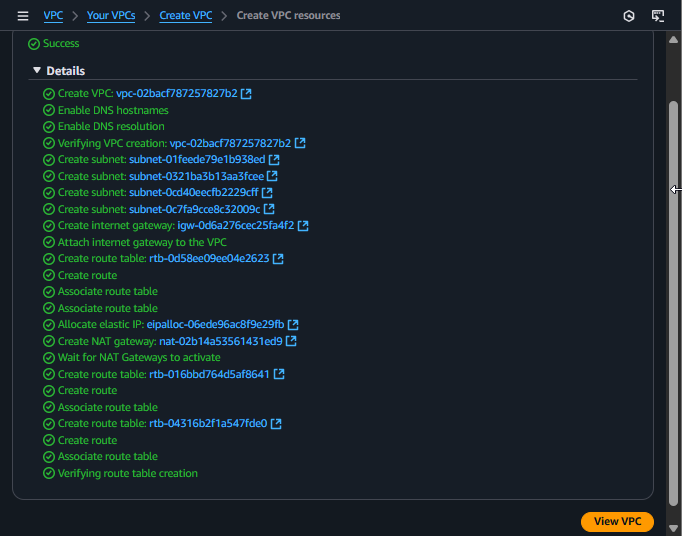 VPC > Your VPCs > Create VPC > Create VPC resources
Success
Details
Create VPC: vpc-02bacf787257827b2
Enable DNS hostnames
Enable DNS resolution
Verifying VPC creation: vpc-02bacf787257827b2
Create subnet: subnet-01feede79e1b938ed
Create subnet: subnet-0321ba3b13aa3fcee
Create subnet: subnet-0cd40eecfb2229cff
Create subnet: subnet-0c7fa9cce8c32009c
Create internet gateway: igw-0d6a276cec25fa4f2
Attach internet gateway to the VPC
Create route table: rtb-0d58ee09ee04e2623
Create route
Associate route table
Associate route table
Allocate elastic IP: eipalloc-06ede96ac8f9e29fb
Create NAT gateway: nat-02b14a53561431ed9
Wait for NAT Gateways to activate
Create route table: rtb-016bbd764d5af8641
Create route
Associate route table
Create route table: rtb-04316b2f1a547fde0
Create route
Associate route table
Verifying route table creation
View VPC